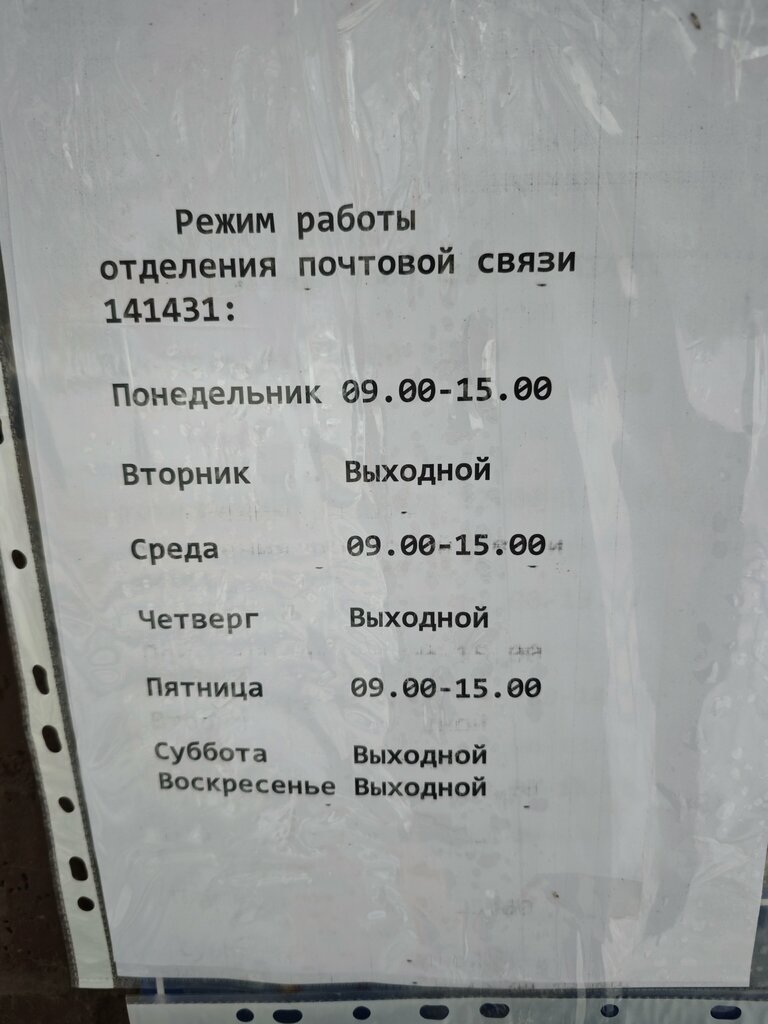 Режим работы
отделения почтовой связи
141431:
Понедельник 09.00-15.00
Вторник Выходной
Среда 09.00-15.00
Четверг Выходной
Пятница 09.00-15.00
Суббота Выходной
Воскресенье Выходной